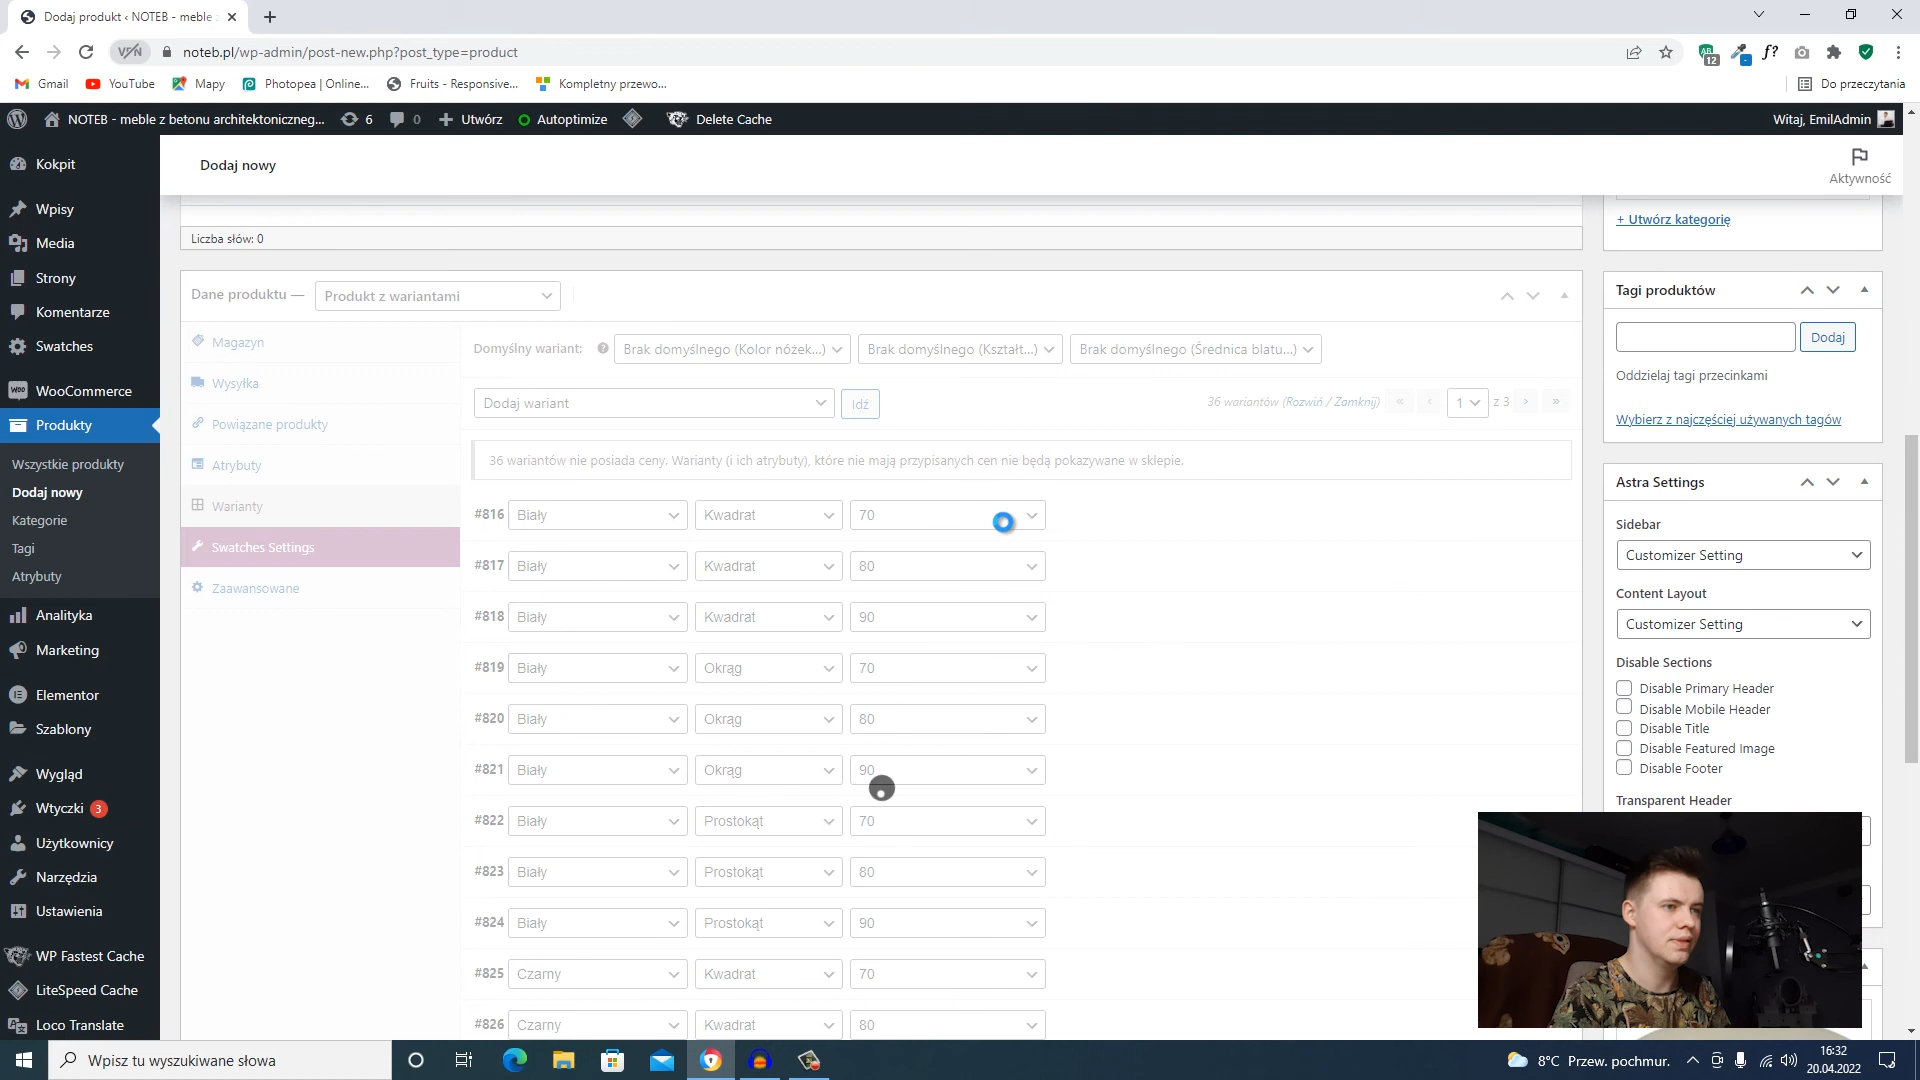 Dodaj produkt ‹ NOTEB - meble z
VPN
noteb.pl/wp-admin/post-new.php?post_type=product
12
f?
Gmail
YouTube
Mapy
Photopea | Online...
Fruits - Responsive...
Kompletny przewo...
Do przeczytania
NOTEB - meble z betonu architektoniczneg...
6
0
Utwórz
Autoptimize
Delete Cache
Witaj, EmilAdmin
Dodaj nowy
Aktywność
Kokpit
Wpisy
Media
Strony
Komentarze
Swatches
WooCommerce
Produkty
Wszystkie produkty
Dodaj nowy
Kategorie
Tagi
Atrybuty
Analityka
Marketing
Elementor
Szablony
Wygląd
Wtyczki 3
Użytkownicy
Narzędzia
Ustawienia
WP Fastest Cache
LiteSpeed Cache
Loco Translate
Liczba słów: 0
Dane produktu —
Produkt z wariantami
Magazyn
Wysyłka
Powiązane produkty
Atrybuty
Warianty
Swatches Settings
Zaawansowane
Domyślny wariant:
Brak domyślnego (Kolor nóżek...)
Brak domyślnego (Kształt...)
Brak domyślnego (Średnica blatu...)
Dodaj wariant
Idź
36 wariantów (Rozwiń / Zamknij)
« ‹ 1 z 3 › »
36 wariantów nie posiada ceny. Warianty (i ich atrybuty), które nie mają przypisanych cen nie będą pokazywane w sklepie.
#816 Biały Kwadrat 70
#817 Biały Kwadrat 80
#818 Biały Kwadrat 90
#819 Biały Okrąg 70
#820 Biały Okrąg 80
#821 Biały Okrąg 90
#822 Biały Prostokąt 70
#823 Biały Prostokąt 80
#824 Biały Prostokąt 90
#825 Czarny Kwadrat 70
#826 Czarny Kwadrat 80
+ Utwórz kategorię
Tagi produktów
Dodaj
Oddzielaj tagi przecinkami
Wybierz z najczęściej używanych tagów
Astra Settings
Sidebar
Customizer Setting
Content Layout
Customizer Setting
Disable Sections
Disable Primary Header
Disable Mobile Header
Disable Title
Disable Featured Image
Disable Footer
Transparent Header
Wpisz tu wyszukiwane słowa
8°C Przew. pochmur.
16:32
20.04.2022